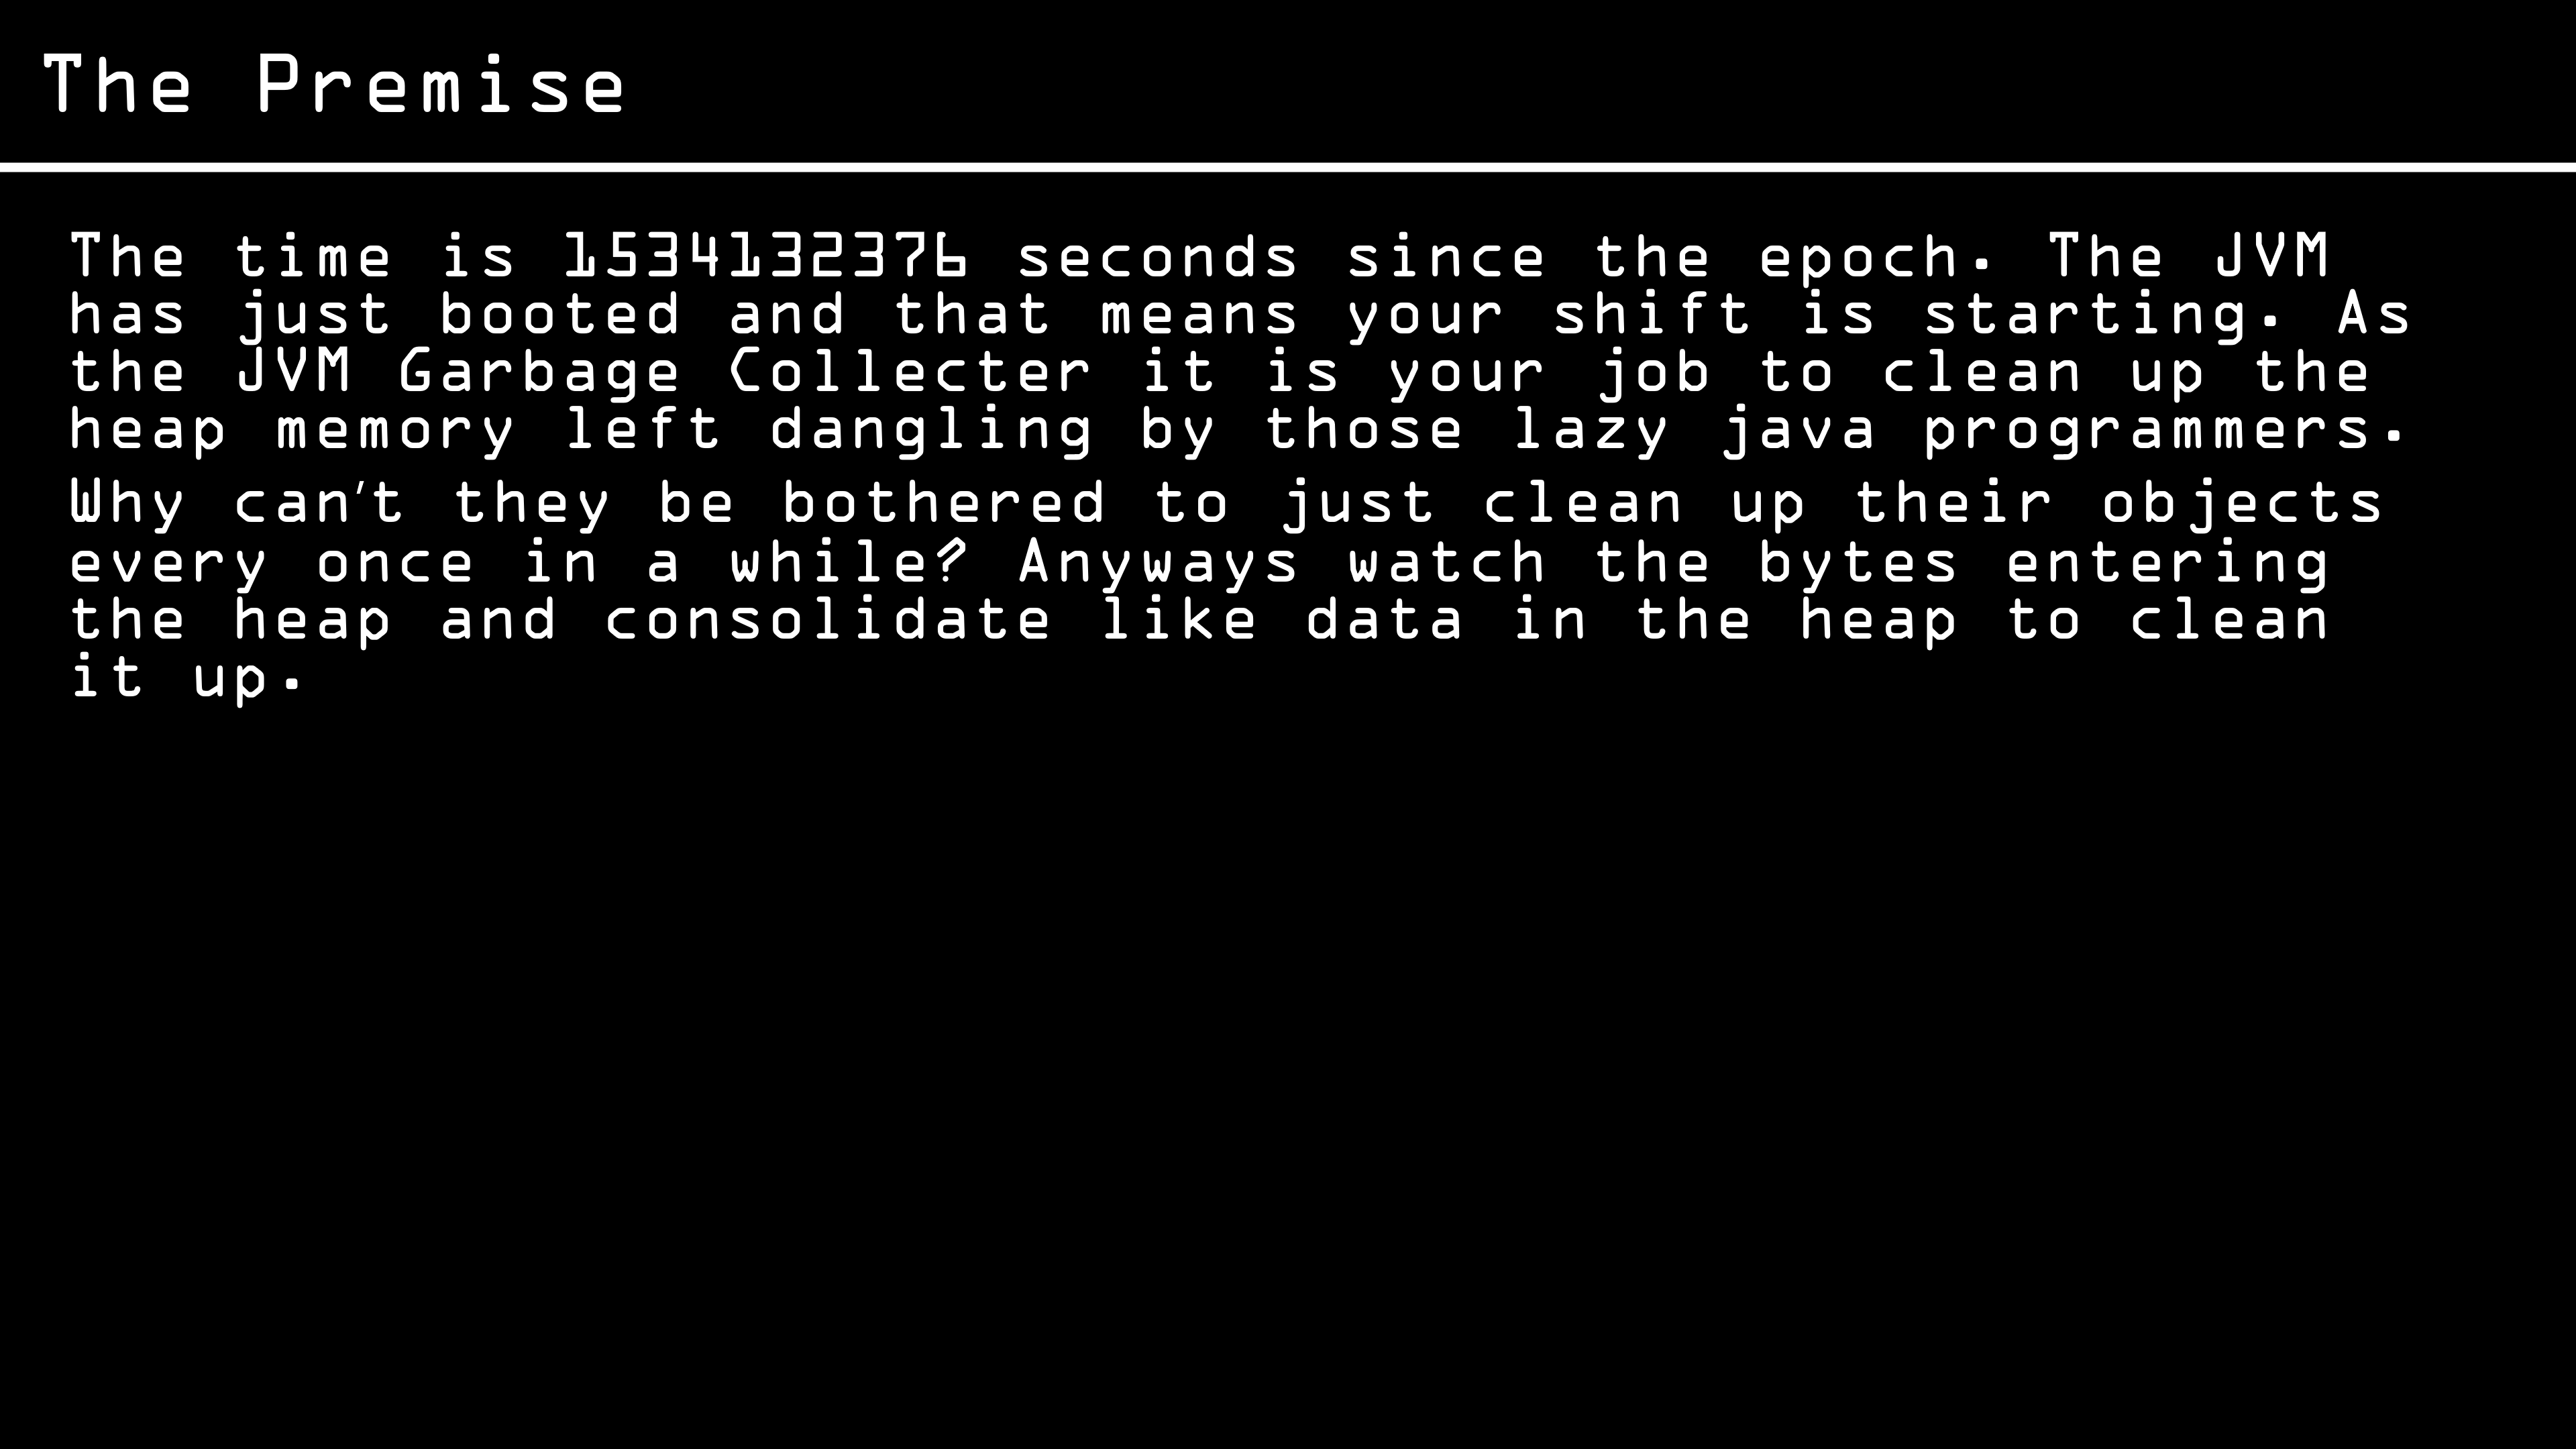 The Premise
The time is 1534132376 seconds since the epoch. The JVM
has just booted and that means your shift is starting. As
the JVM Garbage Collecter it is your job to clean up the
heap memory left dangling by those lazy java programmers.
Why can't they be bothered to just clean up their objects
every once in a while? Anyways watch the bytes entering
the heap and consolidate like data in the heap to clean
it up.